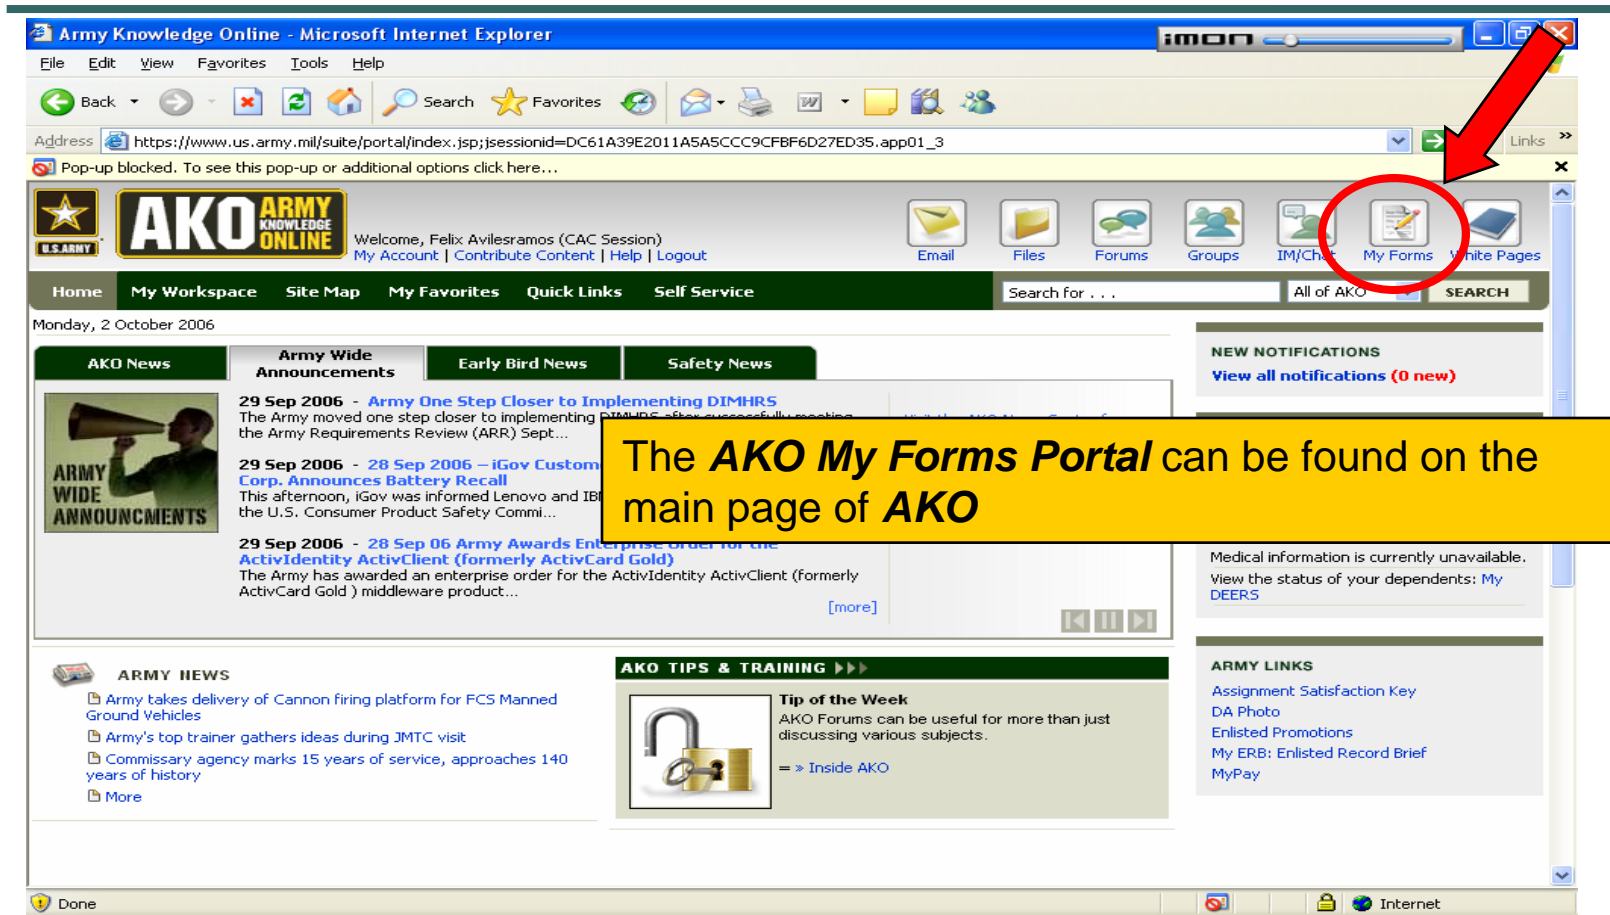 Army Knowledge Online - Microsoft Internet Explorer
imon
File Edit View Favorites Tools Help
Back Search Favorites
Address https://www.us.army.mil/suite/portal/index.jsp;jsessionid=DC61A39E2011A5A5CCC9CFBF6D27ED35.app01_3 Links »
Pop-up blocked. To see this pop-up or additional options click here...
U.S.ARMY
AKO ARMY KNOWLEDGE ONLINE
Welcome, Felix Avilesramos (CAC Session)
My Account | Contribute Content | Help | Logout
Email Files Forums Groups IM/Chat My Forms White Pages
Home My Workspace Site Map My Favorites Quick Links Self Service Search for . . . All of AKO SEARCH
Monday, 2 October 2006
AKO News Army Wide Announcements Early Bird News Safety News
ARMY
WIDE
ANNOUNCMENTS
29 Sep 2006 - Army One Step Closer to Implementing DIMHRS
The Army moved one step closer to implementing DIMHRS after successfully meeting
the Army Requirements Review (ARR) Sept...
29 Sep 2006 - 28 Sep 2006 – iGov
Corp. Announces Battery Recall
This afternoon, iGov was informed Lenovo and
the U.S. Consumer Product Safety Commi...
29 Sep 2006 - 28 Sep 06 Army Awards Enterprise Order for the
ActivIdentity ActivClient (formerly ActivCard Gold)
The Army has awarded an enterprise order for the ActivIdentity ActivClient (formerly
ActivCard Gold ) middleware product...
[more]
The AKO My Forms Portal can be found on the
main page of AKO
NEW NOTIFICATIONS
View all notifications (0 new)
Medical information is currently unavailable.
View the status of your dependents: My
DEERS
ARMY NEWS
Army takes delivery of Cannon firing platform for FCS Manned
Ground Vehicles
Army's top trainer gathers ideas during JMTC visit
Commissary agency marks 15 years of service, approaches 140
years of history
More
AKO TIPS & TRAINING
Tip of the Week
AKO Forums can be useful for more than just
discussing various subjects.
= » Inside AKO
ARMY LINKS
Assignment Satisfaction Key
DA Photo
Enlisted Promotions
My ERB: Enlisted Record Brief
MyPay
Done Internet